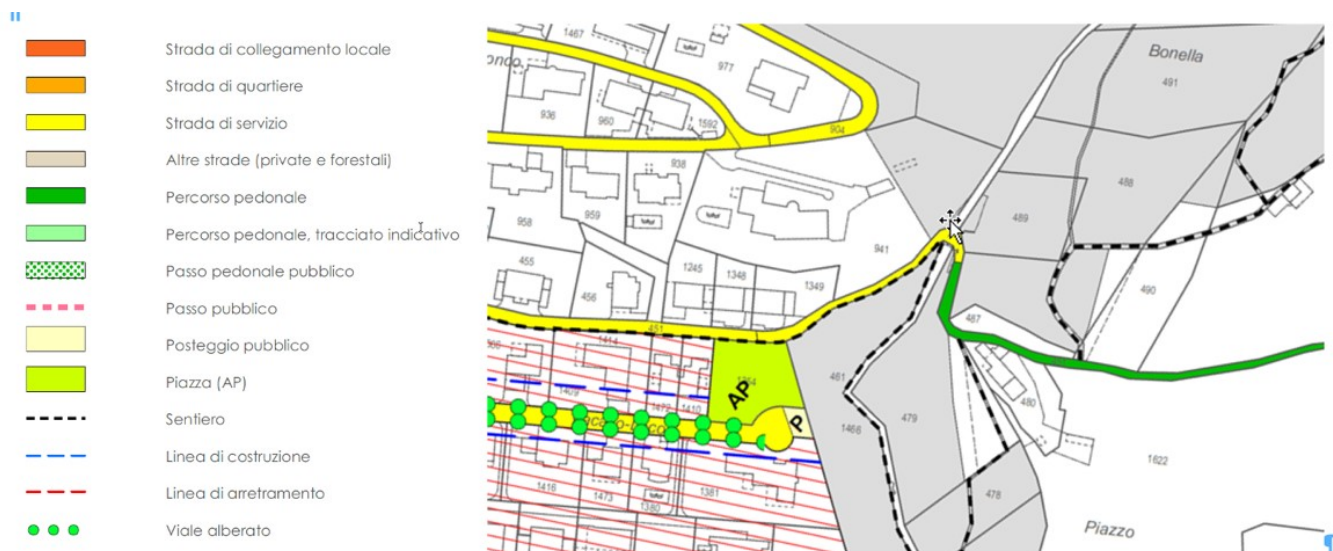 Strada di collegamento locale
Strada di quartiere
Strada di servizio
Altre strade (private e forestali)
Percorso pedonale
Percorso pedonale, tracciato indicativo
Passo pedonale pubblico
Passo pubblico
Posteggio pubblico
Piazza (AP)
Sentiero
Linea di costruzione
Linea di arretramento
Viale alberato
1467
977
Bonella
491
936
960
1592
904
938
488
958
959
489
941
455
456
1245
1348
1349
490
451
487
1414
AP
461
1472
1410
P
479
480
1466
1622
1416
1473
1380
1381
478
Piazzo